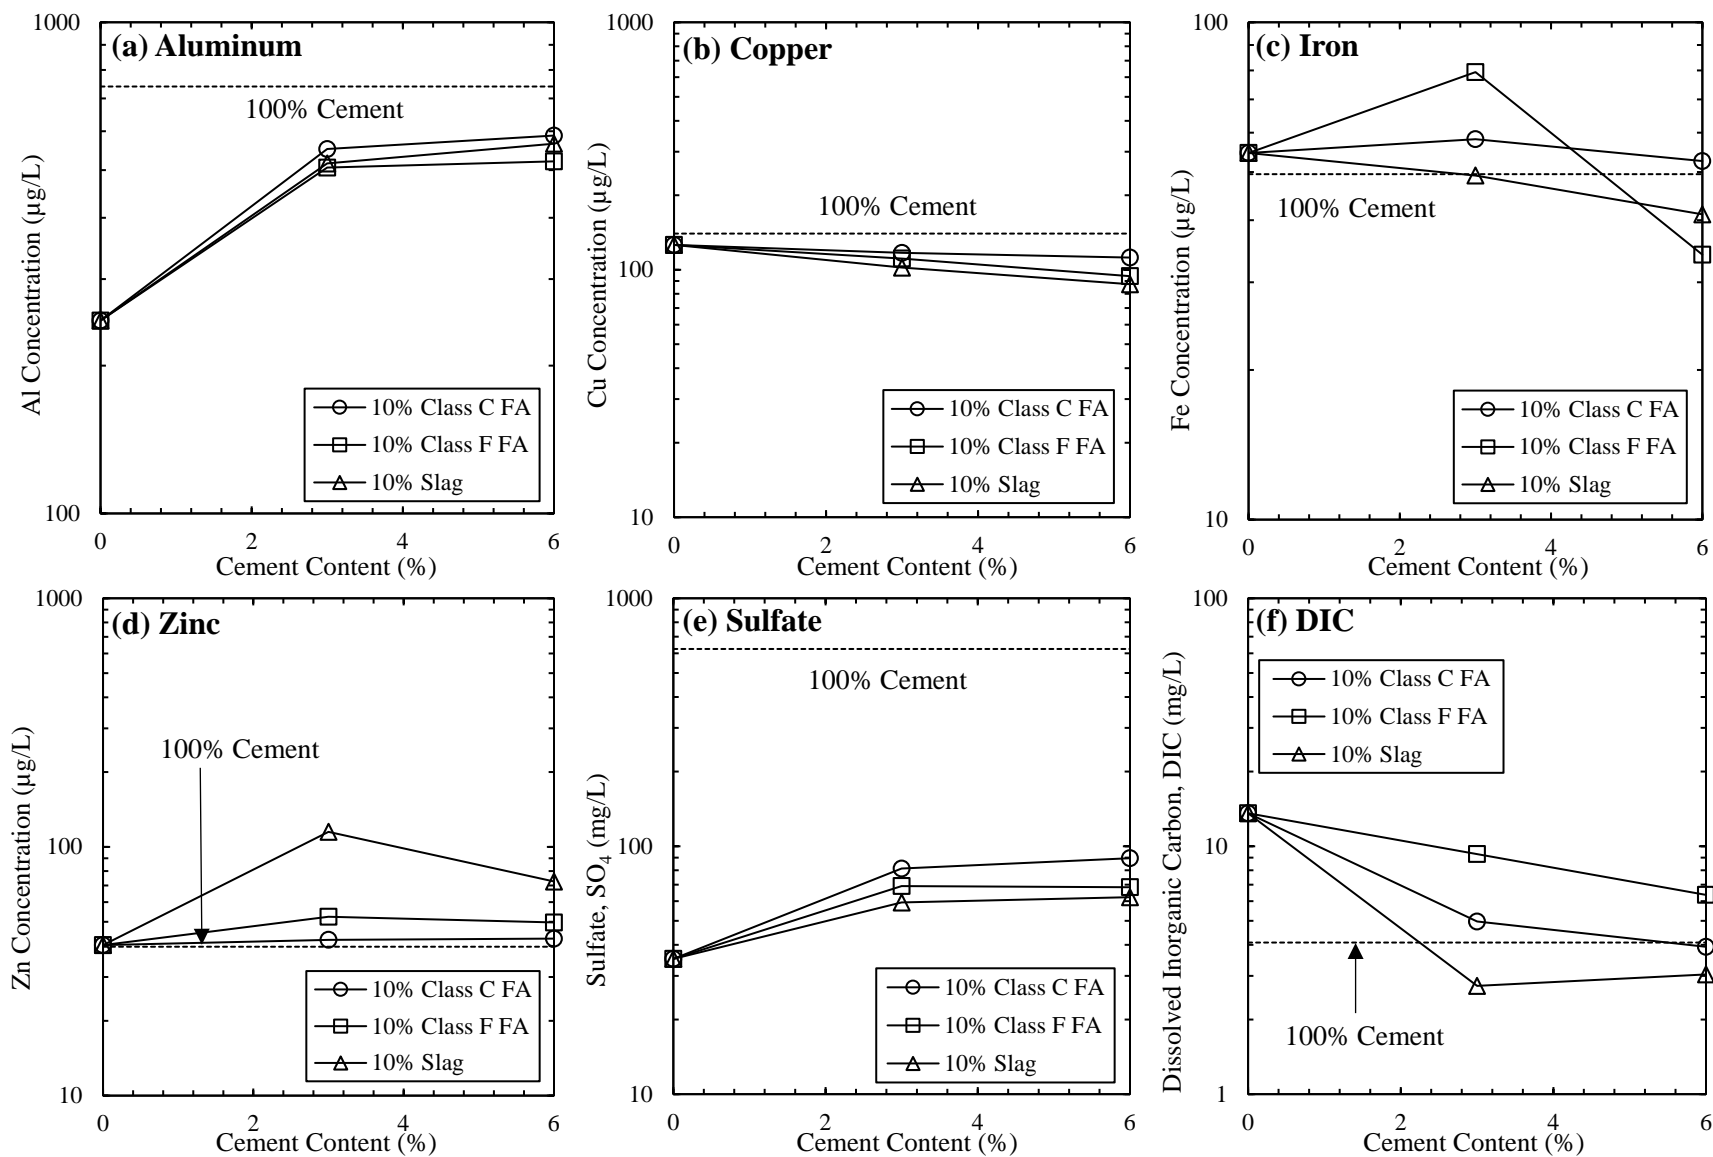 (a) Aluminum
1000
100
Al Concentration (µg/L)
100% Cement
10% Class C FA
10% Class F FA
10% Slag
0 2 4 6
Cement Content (%)
(b) Copper
1000
100
10
Cu Concentration (µg/L)
100% Cement
10% Class C FA
10% Class F FA
10% Slag
0 2 4 6
Cement Content (%)
(c) Iron
100
10
Fe Concentration (µg/L)
100% Cement
10% Class C FA
10% Class F FA
10% Slag
0 2 4 6
Cement Content (%)
(d) Zinc
1000
100
10
Zn Concentration (µg/L)
100% Cement
10% Class C FA
10% Class F FA
10% Slag
0 2 4 6
Cement Content (%)
(e) Sulfate
1000
100
10
Sulfate, SO₄ (mg/L)
100% Cement
10% Class C FA
10% Class F FA
10% Slag
0 2 4 6
Cement Content (%)
(f) DIC
100
10
1
Dissolved Inorganic Carbon, DIC (mg/L)
10% Class C FA
10% Class F FA
10% Slag
100% Cement
0 2 4 6
Cement Content (%)